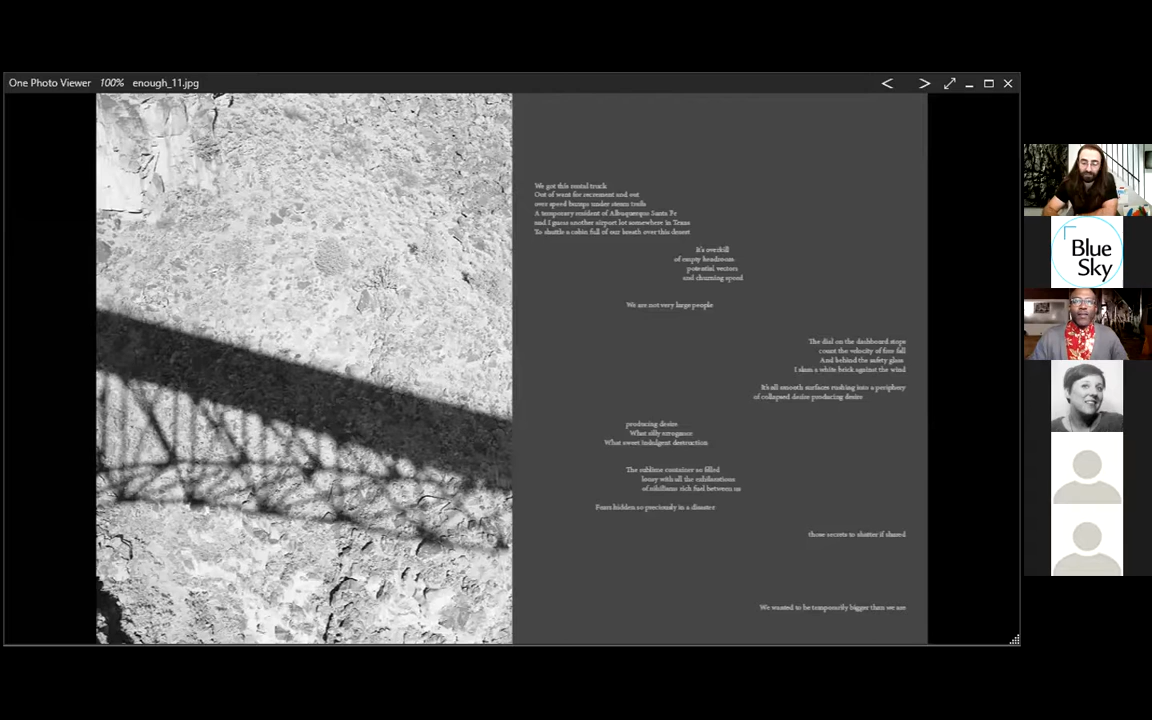 One Photo Viewer 100% enough_11.jpg
We got this rental truck
Out of want for excrement and out
over speed bumps under steam trails
A temporary resident of Albuquerque Santa Fe
and I guess another airport lot somewhere in Texas
To shuttle a cabin full of our breath over this desert
It's overkill
of empty headroom
potential vectors
and churning speed
We are not very large people
The dial on the dashboard stops
count the velocity of free fall
And behind the safety glass
I slam a white brick against the wind
It's all smooth surfaces rushing into a periphery
of collapsed desire producing desire
producing desire
What silly arrogance
What sweet indulgent destruction
The sublime container so filled
loony with all the exhilarations
of nihilisms rich fuel between us
Fears hidden so preciously in a disaster
those secrets to shatter if shared
We wanted to be temporarily bigger than we are
Blue
Sky